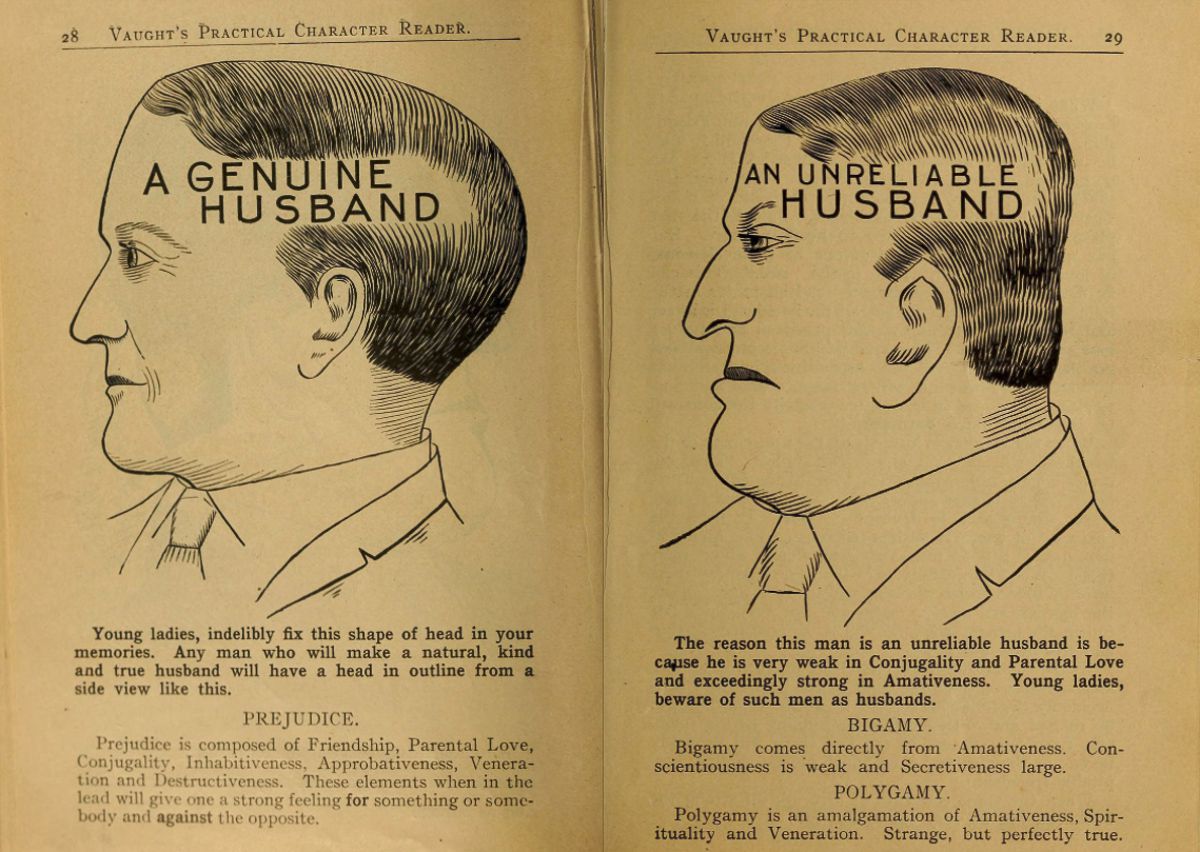 28 VAUGHT'S PRACTICAL CHARACTER READER.
A GENUINE
HUSBAND
Young ladies, indelibly fix this shape of head in your
memories. Any man who will make a natural, kind
and true husband will have a head in outline from a
side view like this.
PREJUDICE.
Prejudice is composed of Friendship, Parental Love,
Conjugality, Inhabitiveness, Approbativeness, Venera-
tion and Destructiveness. These elements when in the
lead will give one a strong feeling for something or some-
body and against the opposite.
VAUGHT'S PRACTICAL CHARACTER READER. 29
AN UNRELIABLE
HUSBAND
The reason this man is an unreliable husband is be-
cause he is very weak in Conjugality and Parental Love
and exceedingly strong in Amativeness. Young ladies,
beware of such men as husbands.
BIGAMY.
Bigamy comes directly from Amativeness. Con-
scientiousness is weak and Secretiveness large.
POLYGAMY.
Polygamy is an amalgamation of Amativeness, Spir-
ituality and Veneration. Strange, but perfectly true.